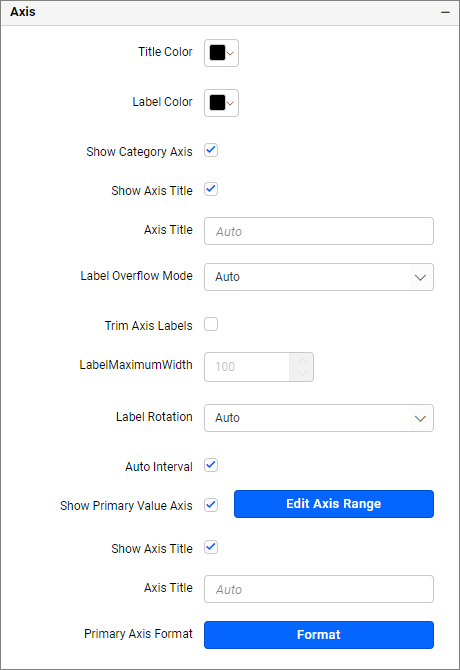 Axis
Title Color
Label Color
Show Category Axis
Show Axis Title
Axis Title Auto
Label Overflow Mode Auto
Trim Axis Labels
LabelMaximumWidth 100
Label Rotation Auto
Auto Interval
Show Primary Value Axis Edit Axis Range
Show Axis Title
Axis Title Auto
Primary Axis Format Format